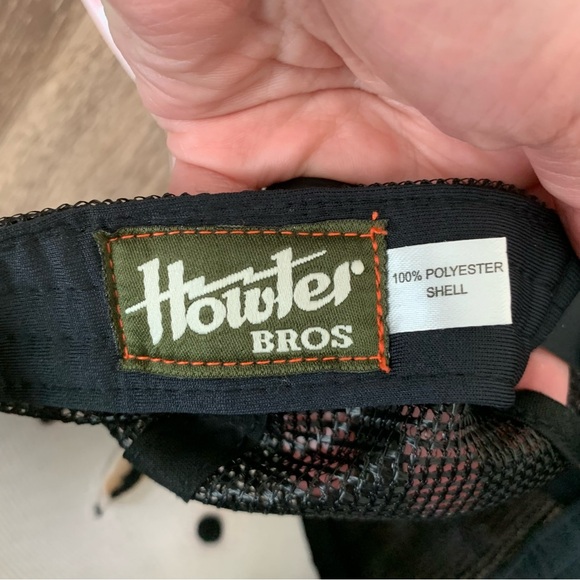 Howler
BROS
100% POLYESTER
SHELL